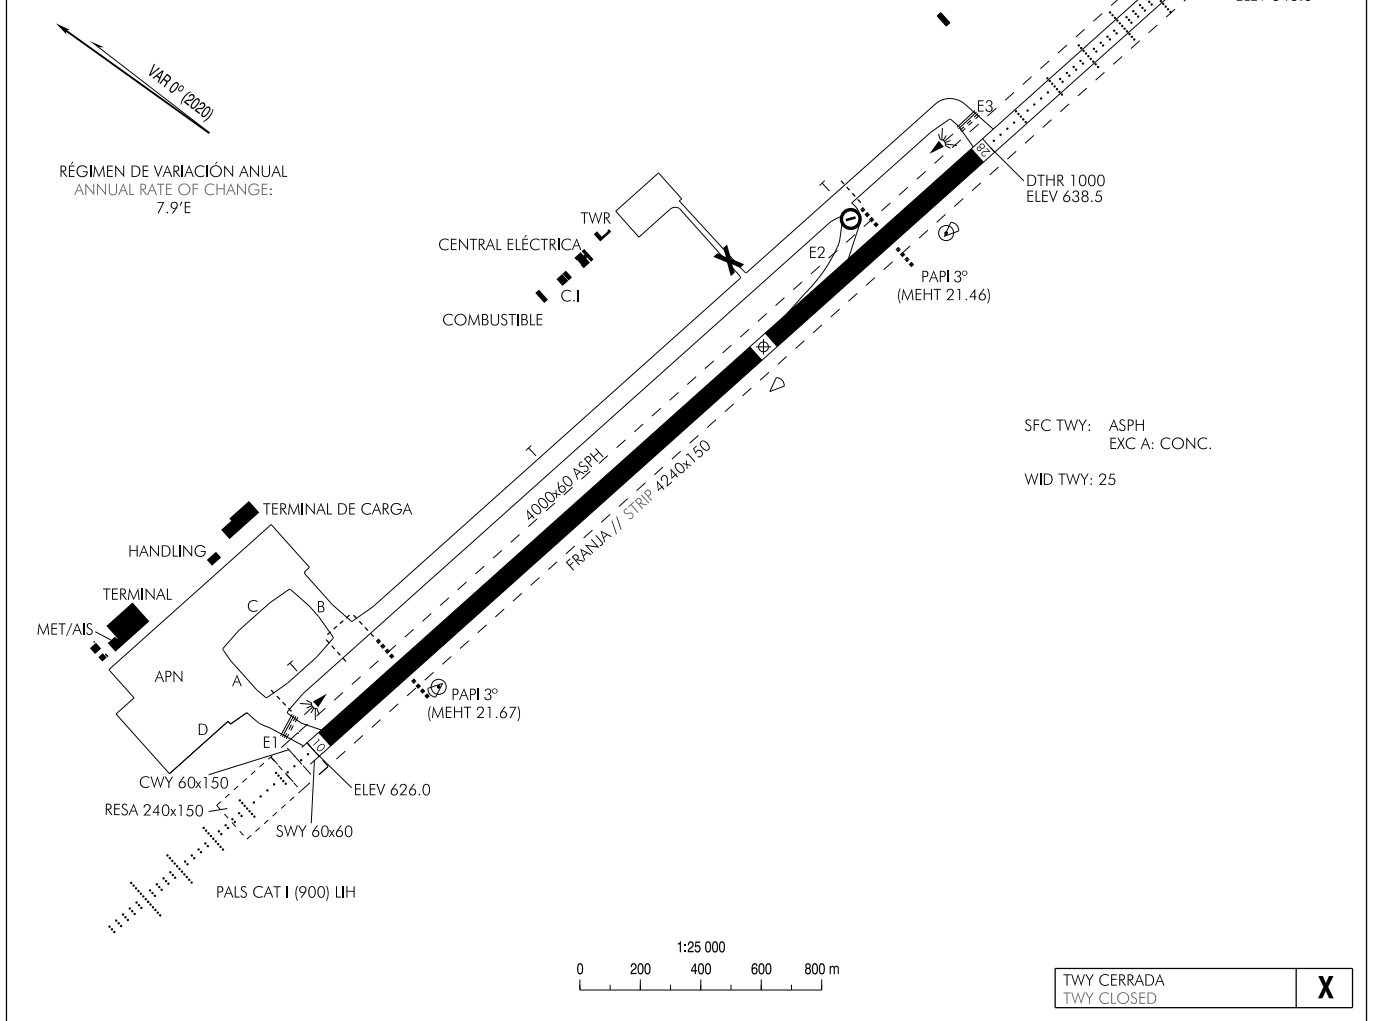 VAR 0º (2020)
RÉGIMEN DE VARIACIÓN ANUAL
ANNUAL RATE OF CHANGE:
7.9’E
E3
28
DTHR 1000
ELEV 638.5
T
TWR
CENTRAL ELÉCTRICA
C.I
COMBUSTIBLE
E2
PAPI 3º
(MEHT 21.46)
SFC TWY: ASPH
EXC A: CONC.
WID TWY: 25
T
4000x60 ASPH
FRANJA // STRIP 4240x150
TERMINAL DE CARGA
HANDLING
TERMINAL
MET/AIS
C
B
T
A
APN
D
PAPI 3º
(MEHT 21.67)
E1
10
CWY 60x150
ELEV 626.0
RESA 240x150
SWY 60x60
PALS CAT I (900) LIH
1:25 000
0 200 400 600 800 m
TWY CERRADA X
TWY CLOSED